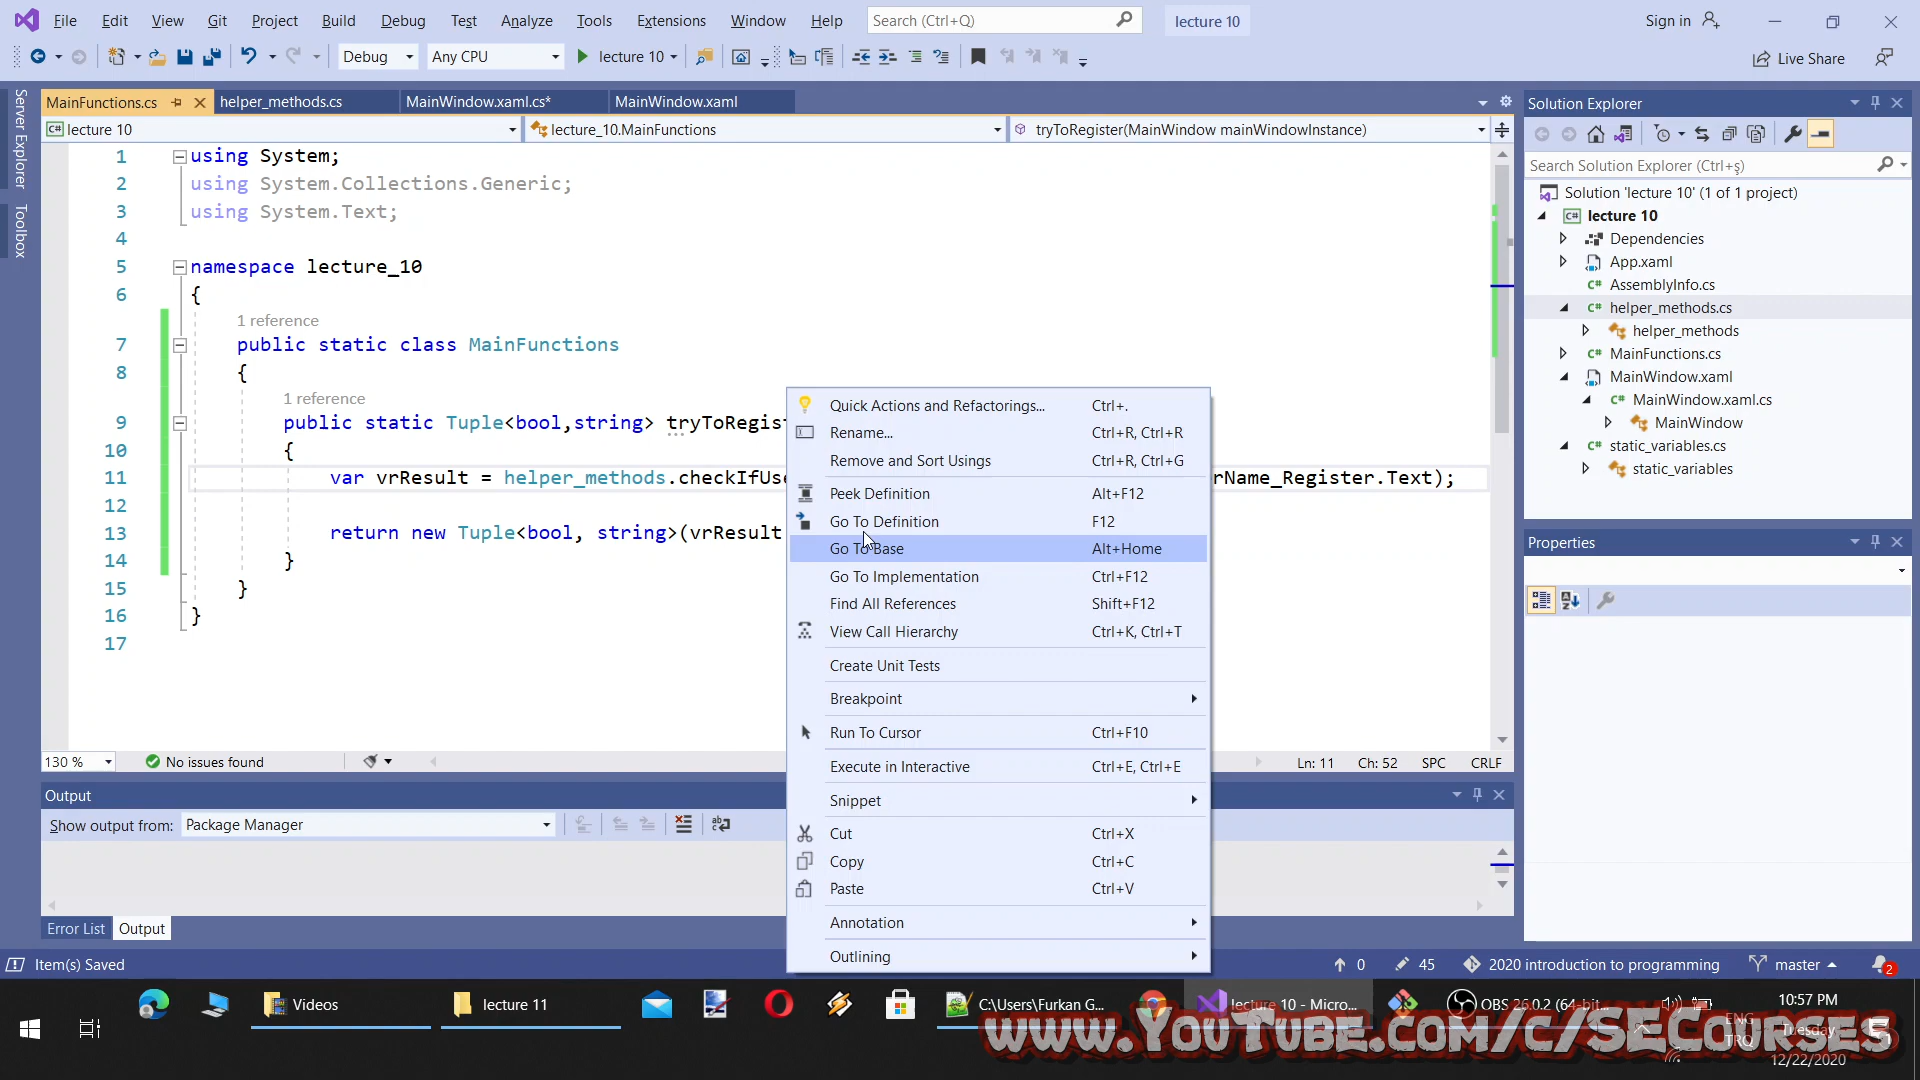 File Edit View Git Project Build Debug Test Analyze Tools Extensions Window Help Search (Ctrl+Q) lecture 10 Sign in
Debug Any CPU lecture 10 Live Share
Server Explorer
Toolbox
MainFunctions.cs helper_methods.cs MainWindow.xaml.cs* MainWindow.xaml
lecture 10 lecture_10.MainFunctions tryToRegister(MainWindow mainWindowInstance)
1 using System;
2 using System.Collections.Generic;
3 using System.Text;
4
5 namespace lecture_10
6 {
1 reference
7 public static class MainFunctions
8 {
1 reference
9 public static Tuple<bool,string> tryToRegist
10 {
11 var vrResult = helper_methods.checkIfUse rName_Register.Text);
12
13 return new Tuple<bool, string>(vrResult
14 }
15 }
16 }
17
Quick Actions and Refactorings... Ctrl+.
Rename... Ctrl+R, Ctrl+R
Remove and Sort Usings Ctrl+R, Ctrl+G
Peek Definition Alt+F12
Go To Definition F12
Go To Base Alt+Home
Go To Implementation Ctrl+F12
Find All References Shift+F12
View Call Hierarchy Ctrl+K, Ctrl+T
Create Unit Tests
Breakpoint
Run To Cursor Ctrl+F10
Execute in Interactive Ctrl+E, Ctrl+E
Snippet
Cut Ctrl+X
Copy Ctrl+C
Paste Ctrl+V
Annotation
Outlining
130 % No issues found Ln: 11 Ch: 52 SPC CRLF
Output
Show output from: Package Manager
Error List Output
Solution Explorer
Search Solution Explorer (Ctrl+ş)
Solution 'lecture 10' (1 of 1 project)
lecture 10
Dependencies
App.xaml
AssemblyInfo.cs
helper_methods.cs
helper_methods
MainFunctions.cs
MainWindow.xaml
MainWindow.xaml.cs
MainWindow
static_variables.cs
static_variables
Properties
Item(s) Saved 0 45 2020 introduction to programming master 2
Videos lecture 11 C:\Users\Furkan G... lecture 10 - Micro... OBS 26.0.2 (64-bit... 10:57 PM
ENG Tuesday
TRQ 12/22/2020
www.YouTube.com/c/SECourses